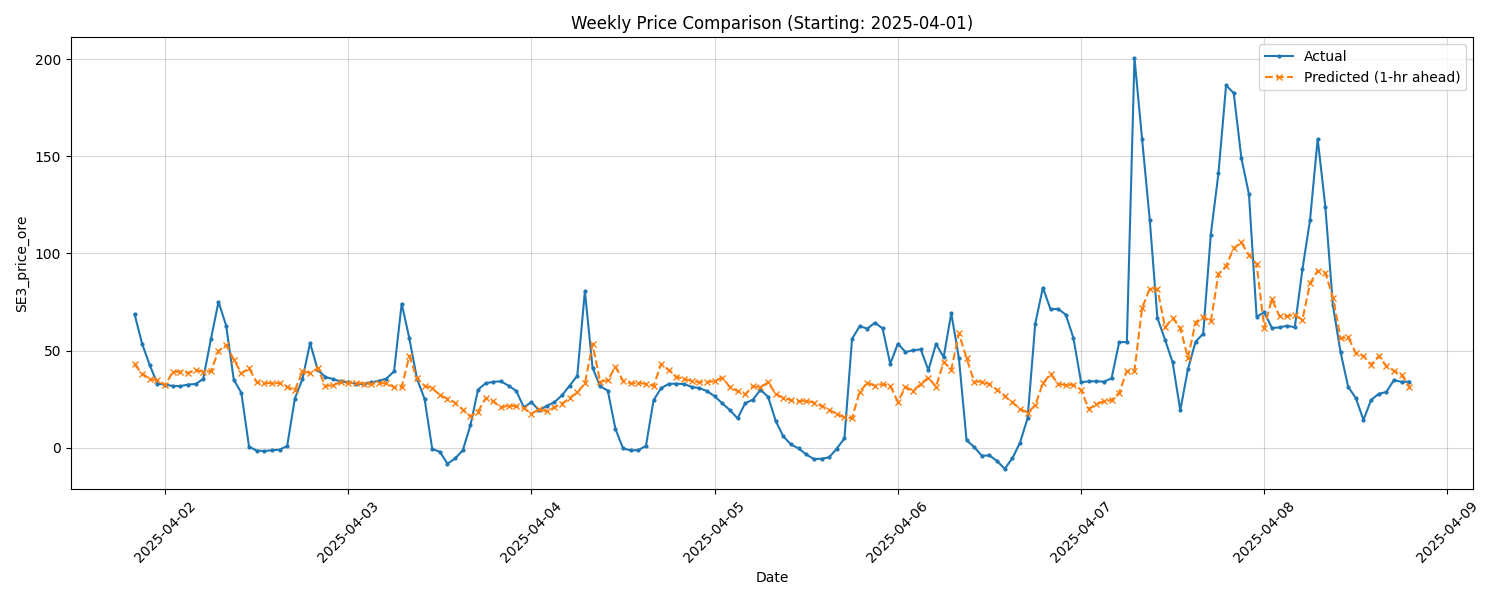 Weekly Price Comparison (Starting: 2025-04-01)
Actual
Predicted (1-hr ahead)
SE3_price_ore
200
150
100
50
0
2025-04-02
2025-04-03
2025-04-04
2025-04-05
2025-04-06
2025-04-07
2025-04-08
2025-04-09
Date